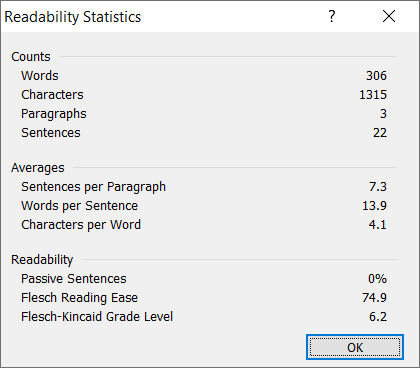 Readability Statistics ?
Counts
Words 306
Characters 1315
Paragraphs 3
Sentences 22
Averages
Sentences per Paragraph 7.3
Words per Sentence 13.9
Characters per Word 4.1
Readability
Passive Sentences 0%
Flesch Reading Ease 74.9
Flesch-Kincaid Grade Level 6.2
OK